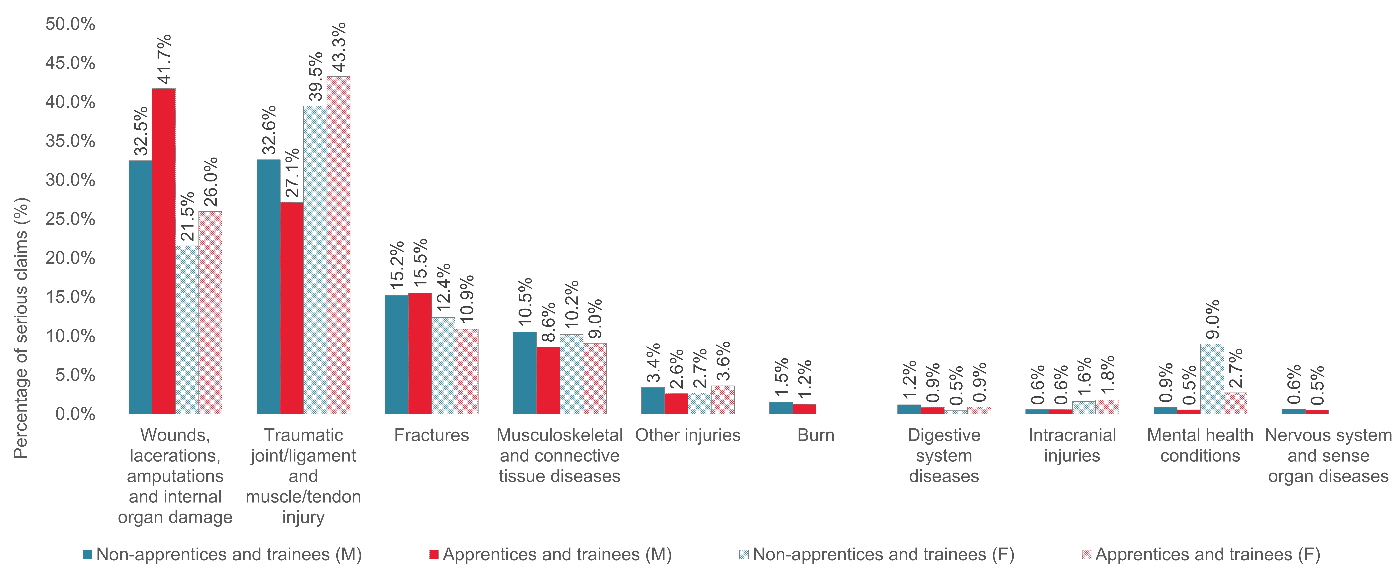 50.0%
45.0%
40.0%
35.0%
30.0%
25.0%
20.0%
15.0%
10.0%
5.0%
0.0%
Percentage of serious claims (%)
32.5%
41.7%
21.5%
26.0%
32.6%
27.1%
39.5%
43.3%
15.2%
15.5%
12.4%
10.9%
10.5%
8.6%
10.2%
9.0%
3.4%
2.6%
2.7%
3.6%
1.5%
1.2%
1.2%
0.9%
0.5%
0.9%
0.6%
0.6%
1.6%
1.8%
0.9%
0.5%
9.0%
2.7%
0.6%
0.5%
Wounds,
lacerations,
amputations
and internal
organ damage
Traumatic
joint/ligament
and
muscle/tendon
injury
Fractures
Musculoskeletal
and connective
tissue diseases
Other injuries
Burn
Digestive
system
diseases
Intracranial
injuries
Mental health
conditions
Nervous system
and sense
organ diseases
Non-apprentices and trainees (M)
Apprentices and trainees (M)
Non-apprentices and trainees (F)
Apprentices and trainees (F)